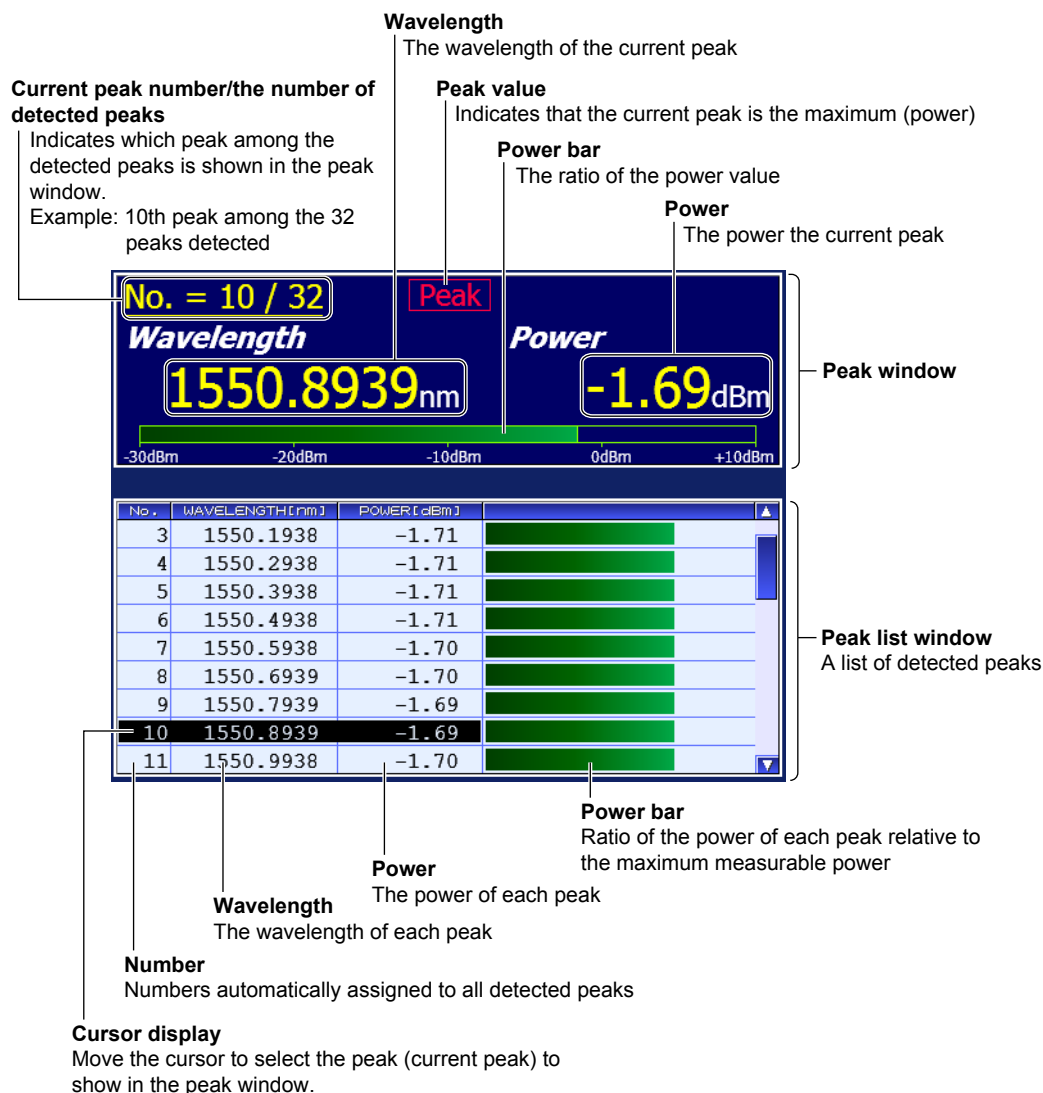 Wavelength
The wavelength of the current peak
Current peak number/the number of
detected peaks
Indicates which peak among the
detected peaks is shown in the peak
window.
Example: 10th peak among the 32
peaks detected
Peak value
Indicates that the current peak is the maximum (power)
Power bar
The ratio of the power value
Power
The power the current peak
No. = 10 / 32
Peak
Wavelength
Power
1550.8939nm
-1.69dBm
-30dBm -20dBm -10dBm 0dBm +10dBm
Peak window
No. WAVELENGTH[nm] POWER[dBm]
3 1550.1938 -1.71
4 1550.2938 -1.71
5 1550.3938 -1.71
6 1550.4938 -1.71
7 1550.5938 -1.70
8 1550.6939 -1.70
9 1550.7939 -1.69
10 1550.8939 -1.69
11 1550.9938 -1.70
Peak list window
A list of detected peaks
Power bar
Ratio of the power of each peak relative to
the maximum measurable power
Power
The power of each peak
Wavelength
The wavelength of each peak
Number
Numbers automatically assigned to all detected peaks
Cursor display
Move the cursor to select the peak (current peak) to
show in the peak window.